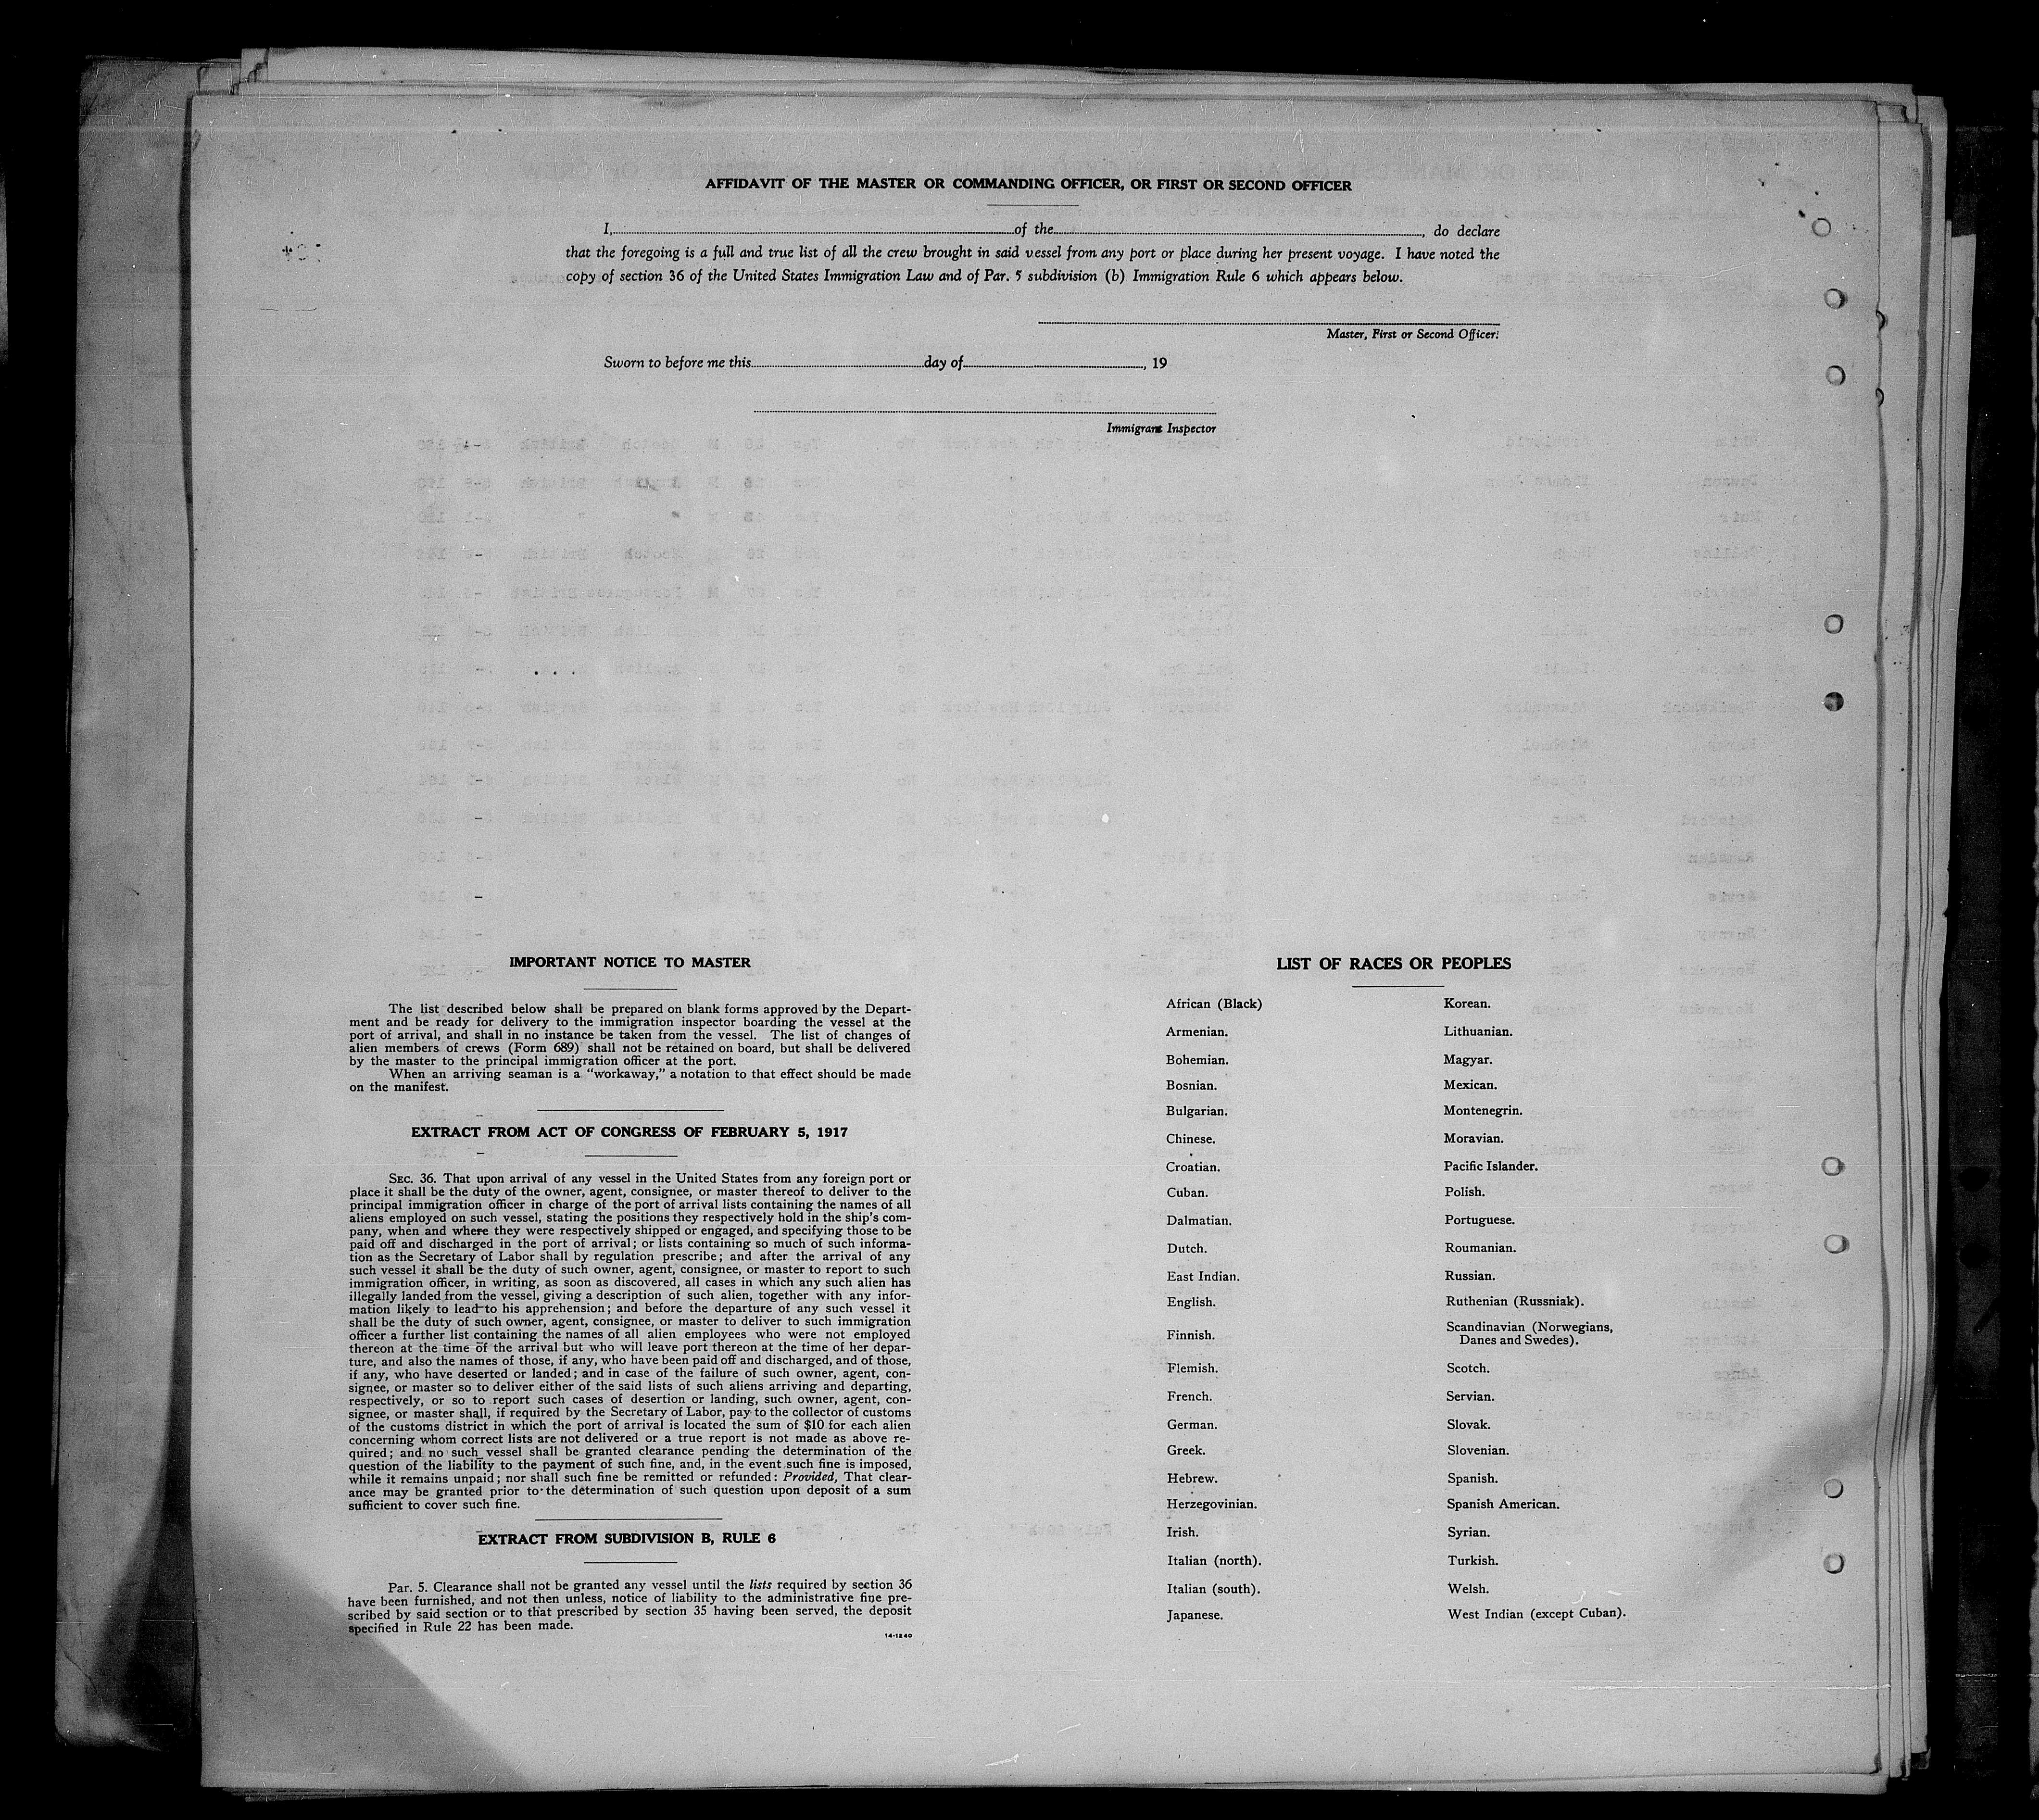 AFFIDAVIT OF THE MASTER OR COMMANDING OFFICER, OR FIRST OR SECOND OFFICER
I, of the , do declare
that the foregoing is a full and true list of all the crew brought in said vessel from any port or place during her present voyage. I have noted the
copy of section 36 of the United States Immigration Law and of Par. 5 subdivision (b) Immigration Rule 6 which appears below.
Master, First or Second Officer.
Sworn to before me this day of , 19
Immigrant Inspector
IMPORTANT NOTICE TO MASTER
The list described below shall be prepared on blank forms approved by the Depart-
ment and be ready for delivery to the immigration inspector boarding the vessel at the
port of arrival, and shall in no instance be taken from the vessel. The list of changes of
alien members of crews (Form 689) shall not be retained on board, but shall be delivered
by the master to the principal immigration officer at the port.
When an arriving seaman is a “workaway,” a notation to that effect should be made
on the manifest.
EXTRACT FROM ACT OF CONGRESS OF FEBRUARY 5, 1917
SEC. 36. That upon arrival of any vessel in the United States from any foreign port or
place it shall be the duty of the owner, agent, consignee, or master thereof to deliver to the
principal immigration officer in charge of the port of arrival lists containing the names of all
aliens employed on such vessel, stating the positions they respectively hold in the ship's com-
pany, when and where they were respectively shipped or engaged, and specifying those to be
paid off and discharged in the port of arrival; or lists containing so much of such informa-
tion as the Secretary of Labor shall by regulation prescribe; and after the arrival of any
such vessel it shall be the duty of such owner, agent, consignee, or master to report to such
immigration officer, in writing, as soon as discovered, all cases in which any such alien has
illegally landed from the vessel, giving a description of such alien, together with any infor-
mation likely to lead to his apprehension; and before the departure of any such vessel it
shall be the duty of such owner, agent, consignee, or master to deliver to such immigration
officer a further list containing the names of all alien employees who were not employed
thereon at the time of the arrival but who will leave port thereon at the time of her depar-
ture, and also the names of those, if any, who have been paid off and discharged, and of those,
if any, who have deserted or landed; and in case of the failure of such owner, agent, con-
signee, or master so to deliver either of the said lists of such aliens arriving and departing,
respectively, or so to report such cases of desertion or landing, such owner, agent, con-
signee, or master shall, if required by the Secretary of Labor, pay to the collector of customs
of the customs district in which the port of arrival is located the sum of $10 for each alien
concerning whom correct lists are not delivered or a true report is not made as above re-
quired; and no such vessel shall be granted clearance pending the determination of the
question of the liability to the payment of such fine, and, in the event such fine is imposed,
while it remains unpaid; nor shall such fine be remitted or refunded: Provided, That clear-
ance may be granted prior to the determination of such question upon deposit of a sum
sufficient to cover such fine.
EXTRACT FROM SUBDIVISION B, RULE 6
Par. 5. Clearance shall not be granted any vessel until the lists required by section 36
have been furnished, and not then unless, notice of liability to the administrative fine pre-
scribed by said section or to that prescribed by section 35 having been served, the deposit
specified in Rule 22 has been made.
14-1240
LIST OF RACES OR PEOPLES
African (Black)
Armenian.
Bohemian.
Bosnian.
Bulgarian.
Chinese.
Croatian.
Cuban.
Dalmatian.
Dutch.
East Indian.
English.
Finnish.
Flemish.
French.
German.
Greek.
Hebrew.
Herzegovinian.
Irish.
Italian (north).
Italian (south).
Japanese.
Korean.
Lithuanian.
Magyar.
Mexican.
Montenegrin.
Moravian.
Pacific Islander.
Polish.
Portuguese.
Roumanian.
Russian.
Ruthenian (Russniak).
Scandinavian (Norwegians,
Danes and Swedes).
Scotch.
Servian.
Slovak.
Slovenian.
Spanish.
Spanish American.
Syrian.
Turkish.
Welsh.
West Indian (except Cuban).